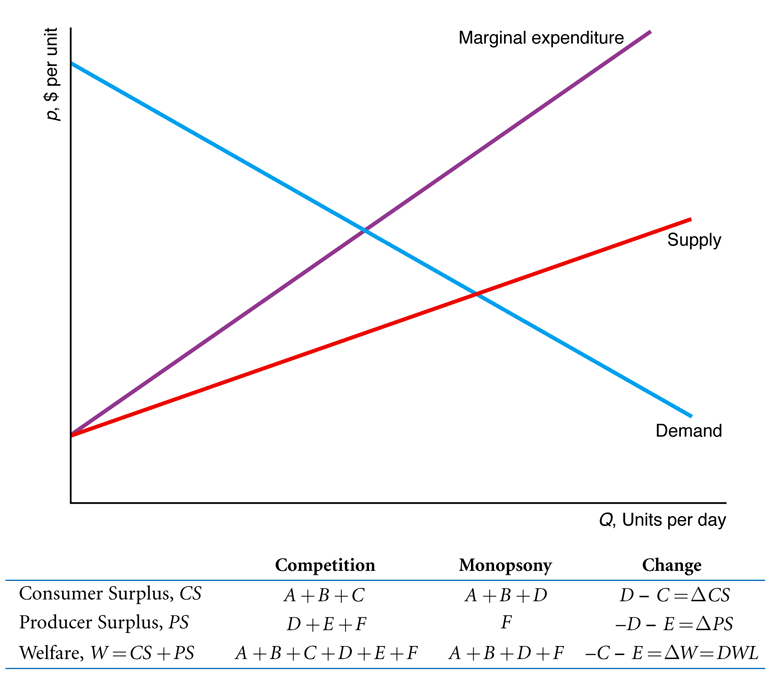 p, $ per unit
Marginal expenditure
Supply
Demand
Q, Units per day
Competition Monopsony Change
Consumer Surplus, CS A + B + C A + B + D D – C = ΔCS
Producer Surplus, PS D + E + F F –D – E = ΔPS
Welfare, W = CS + PS A + B + C + D + E + F A + B + D + F –C – E = ΔW = DWL